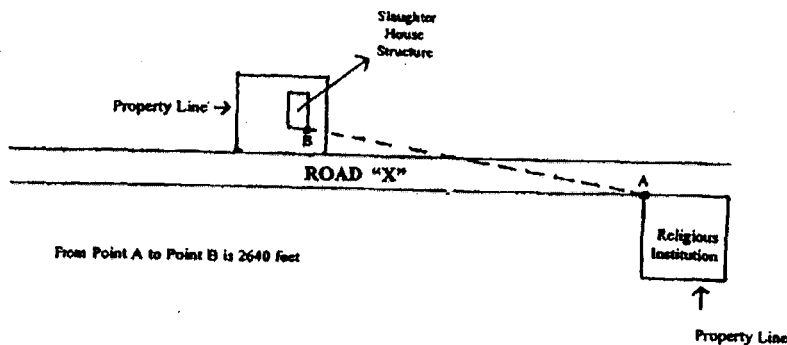 Slaughter
House
Structure
Property Line
B
ROAD "X"
A
Religious
Institution
From Point A to Point B is 2640 feet
Property Line